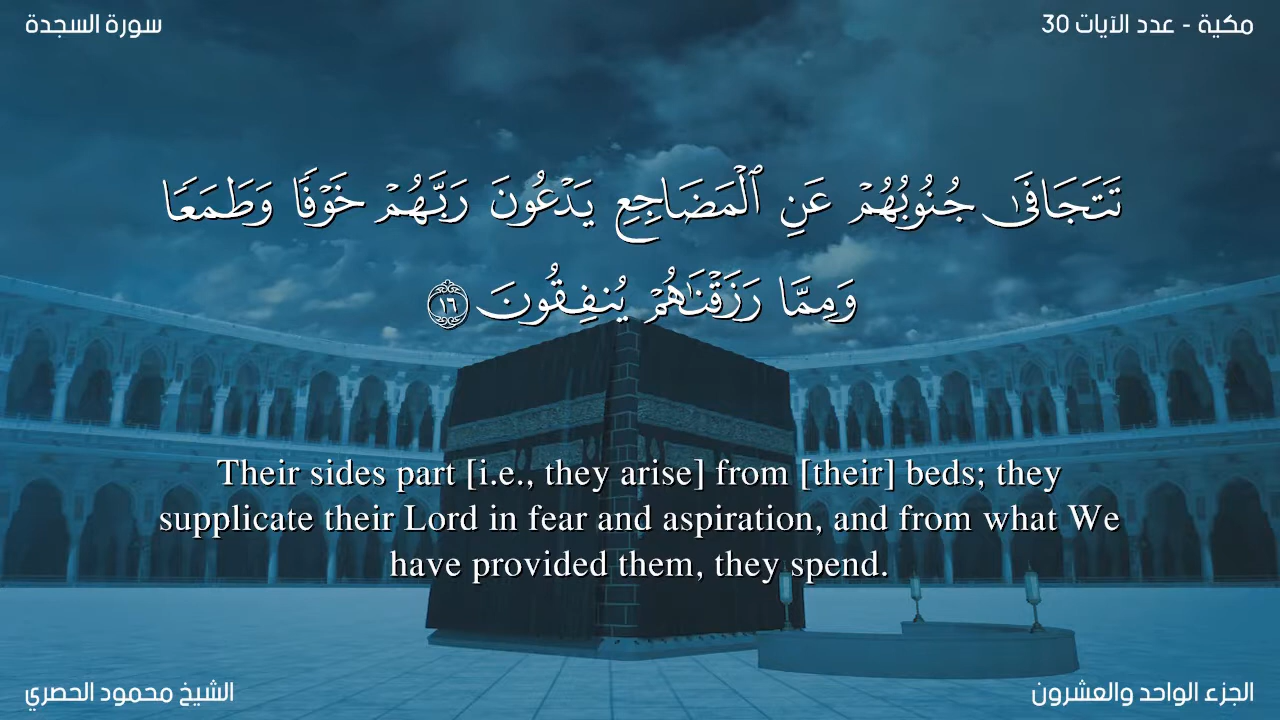 مكية - عدد الآيات 30
سورة السجدة
تَتَجَافَىٰ جُنُوبُهُمْ عَنِ ٱلْمَضَاجِعِ يَدْعُونَ رَبَّهُمْ خَوْفًا وَطَمَعًا
وَمِمَّا رَزَقْنَـٰهُمْ يُنفِقُونَ ١٦
Their sides part [i.e., they arise] from [their] beds; they
supplicate their Lord in fear and aspiration, and from what We
have provided them, they spend.
الجزء الواحد والعشرون
الشيخ محمود الحصري